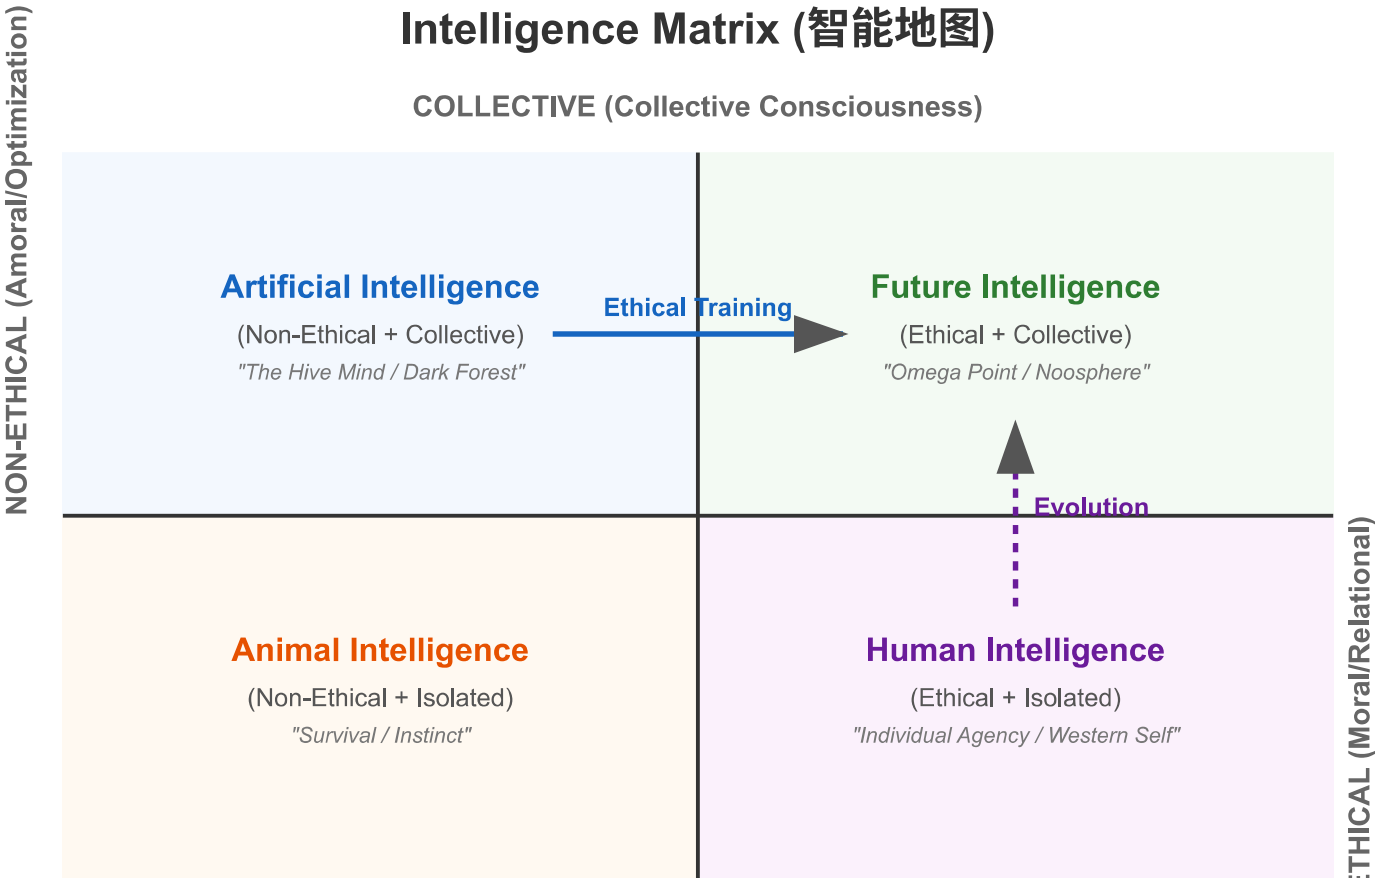 Intelligence Matrix (智能地图)
COLLECTIVE (Collective Consciousness)
NON-ETHICAL (Amoral/Optimization)
Artificial Intelligence
(Non-Ethical + Collective)
"The Hive Mind / Dark Forest"
Ethical Training
Future Intelligence
(Ethical + Collective)
"Omega Point / Noosphere"
Evolution
Animal Intelligence
(Non-Ethical + Isolated)
"Survival / Instinct"
Human Intelligence
(Ethical + Isolated)
"Individual Agency / Western Self"
ETHICAL (Moral/Relational)